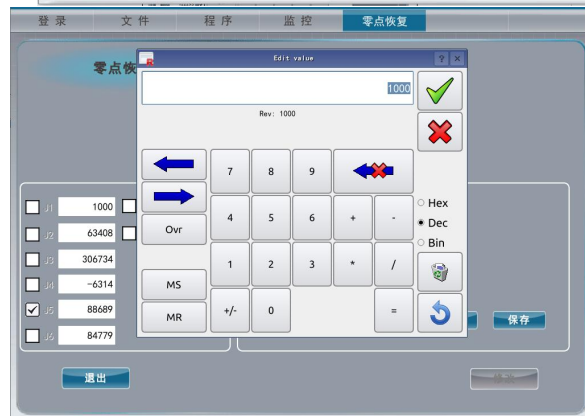 登录 文件 程序 监控 零点恢复
零点恢
Edit value
? ×
1000
Rev: 1000
7 8 9
Ovr 4 5 6 + -
Hex
Dec
Bin
1 2 3 * /
MS
MR +/- 0 =
J1 1000
J2 63408
J3 306734
J4 -6314
J5 88689
J6 84779
保存
退出